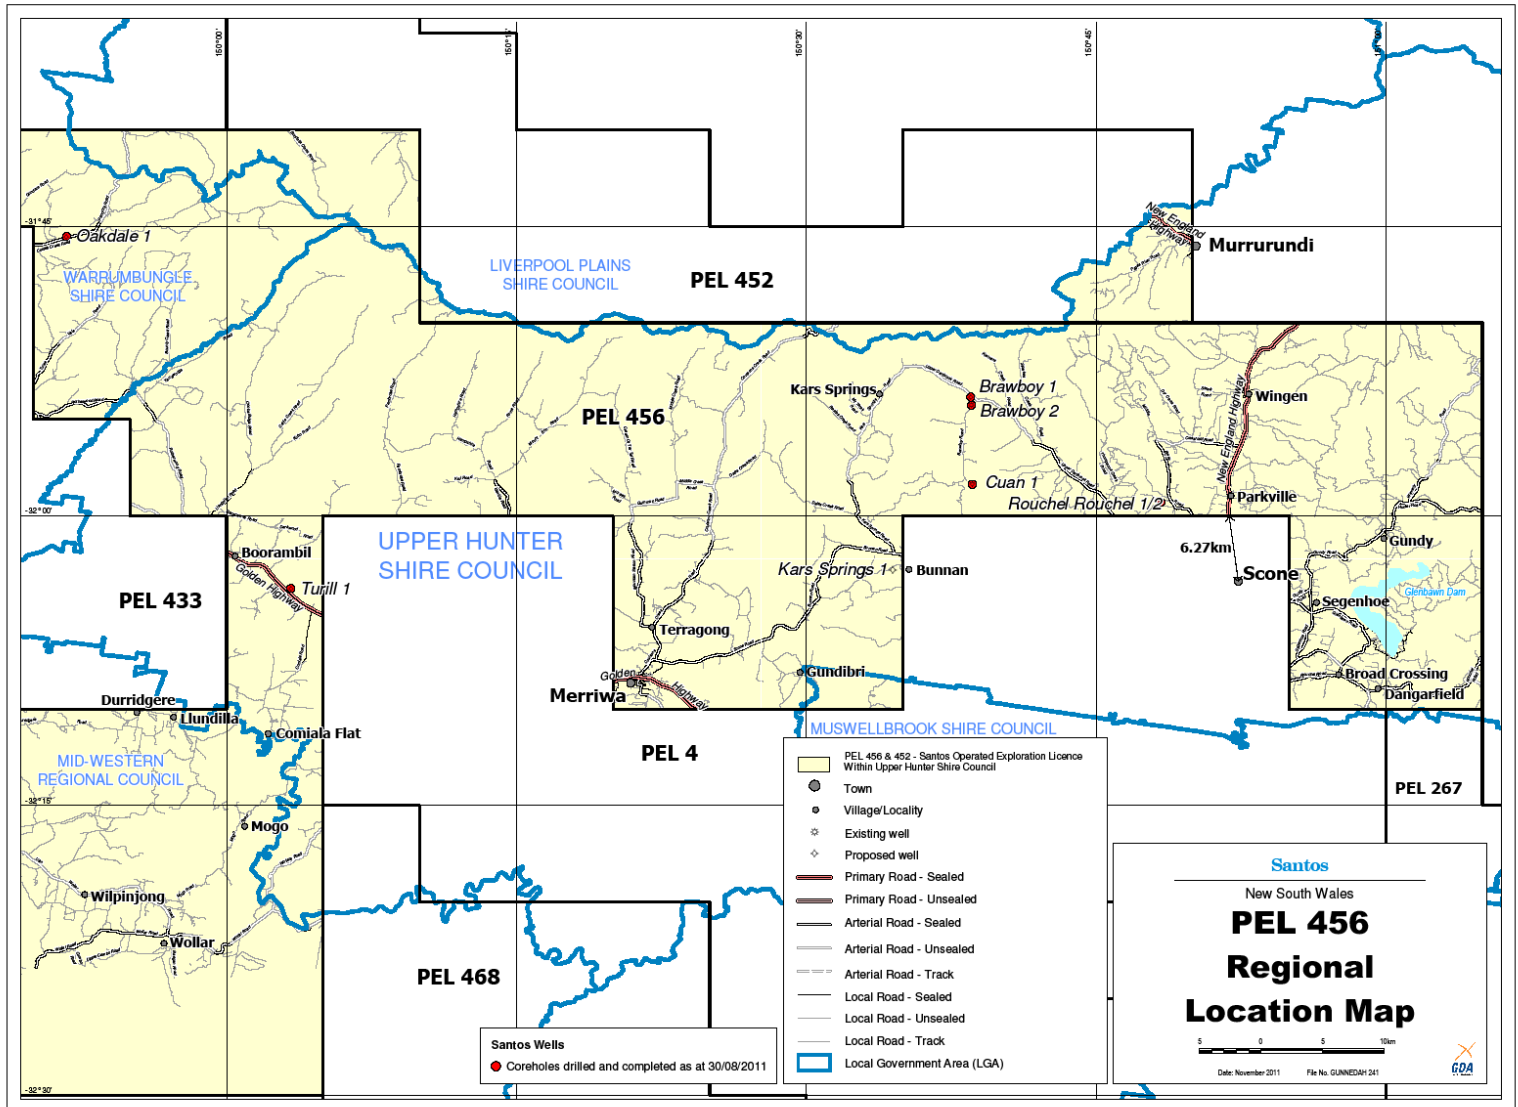 150°00'
150°15'
150°30'
150°45'
151°00'
-31°45'
Oakdale 1
WARRUMBUNGLE
SHIRE COUNCIL
LIVERPOOL PLAINS
SHIRE COUNCIL
PEL 452
New England
Highway
Murrurundi
PEL 456
Kars Springs
Brawboy 1
Brawboy 2
Cuan 1
Rouchel Rouchel 1/2
New England Highway
Wingen
Parkville
-32°00'
UPPER HUNTER
SHIRE COUNCIL
Boorambil
Golden Highway
Turill 1
PEL 433
Kars Springs 1
Bunnan
6.27km
Scone
Gundy
Glenbawn Dam
Segenhoe
Terragong
Golden
Highway
Merriwa
Gundibri
Broad Crossing
Dangarfield
Durridgere
Llundilla
Comiala Flat
MID-WESTERN
REGIONAL COUNCIL
MUSWELLBROOK SHIRE COUNCIL
PEL 4
PEL 267
-32°15'
Mogo
Wilpinjong
Wollar
PEL 468
-32°30'
PEL 456 & 452 - Santos Operated Exploration Licence
Within Upper Hunter Shire Council
Town
Village/Locality
Existing well
Proposed well
Primary Road - Sealed
Primary Road - Unsealed
Arterial Road - Sealed
Arterial Road - Unsealed
Arterial Road - Track
Local Road - Sealed
Local Road - Unsealed
Local Road - Track
Local Government Area (LGA)
Santos Wells
Coreholes drilled and completed as at 30/08/2011
Santos
New South Wales
PEL 456
Regional
Location Map
5 0 5 10km
Date: November 2011 File No. GUNNEDAH 241
GDA